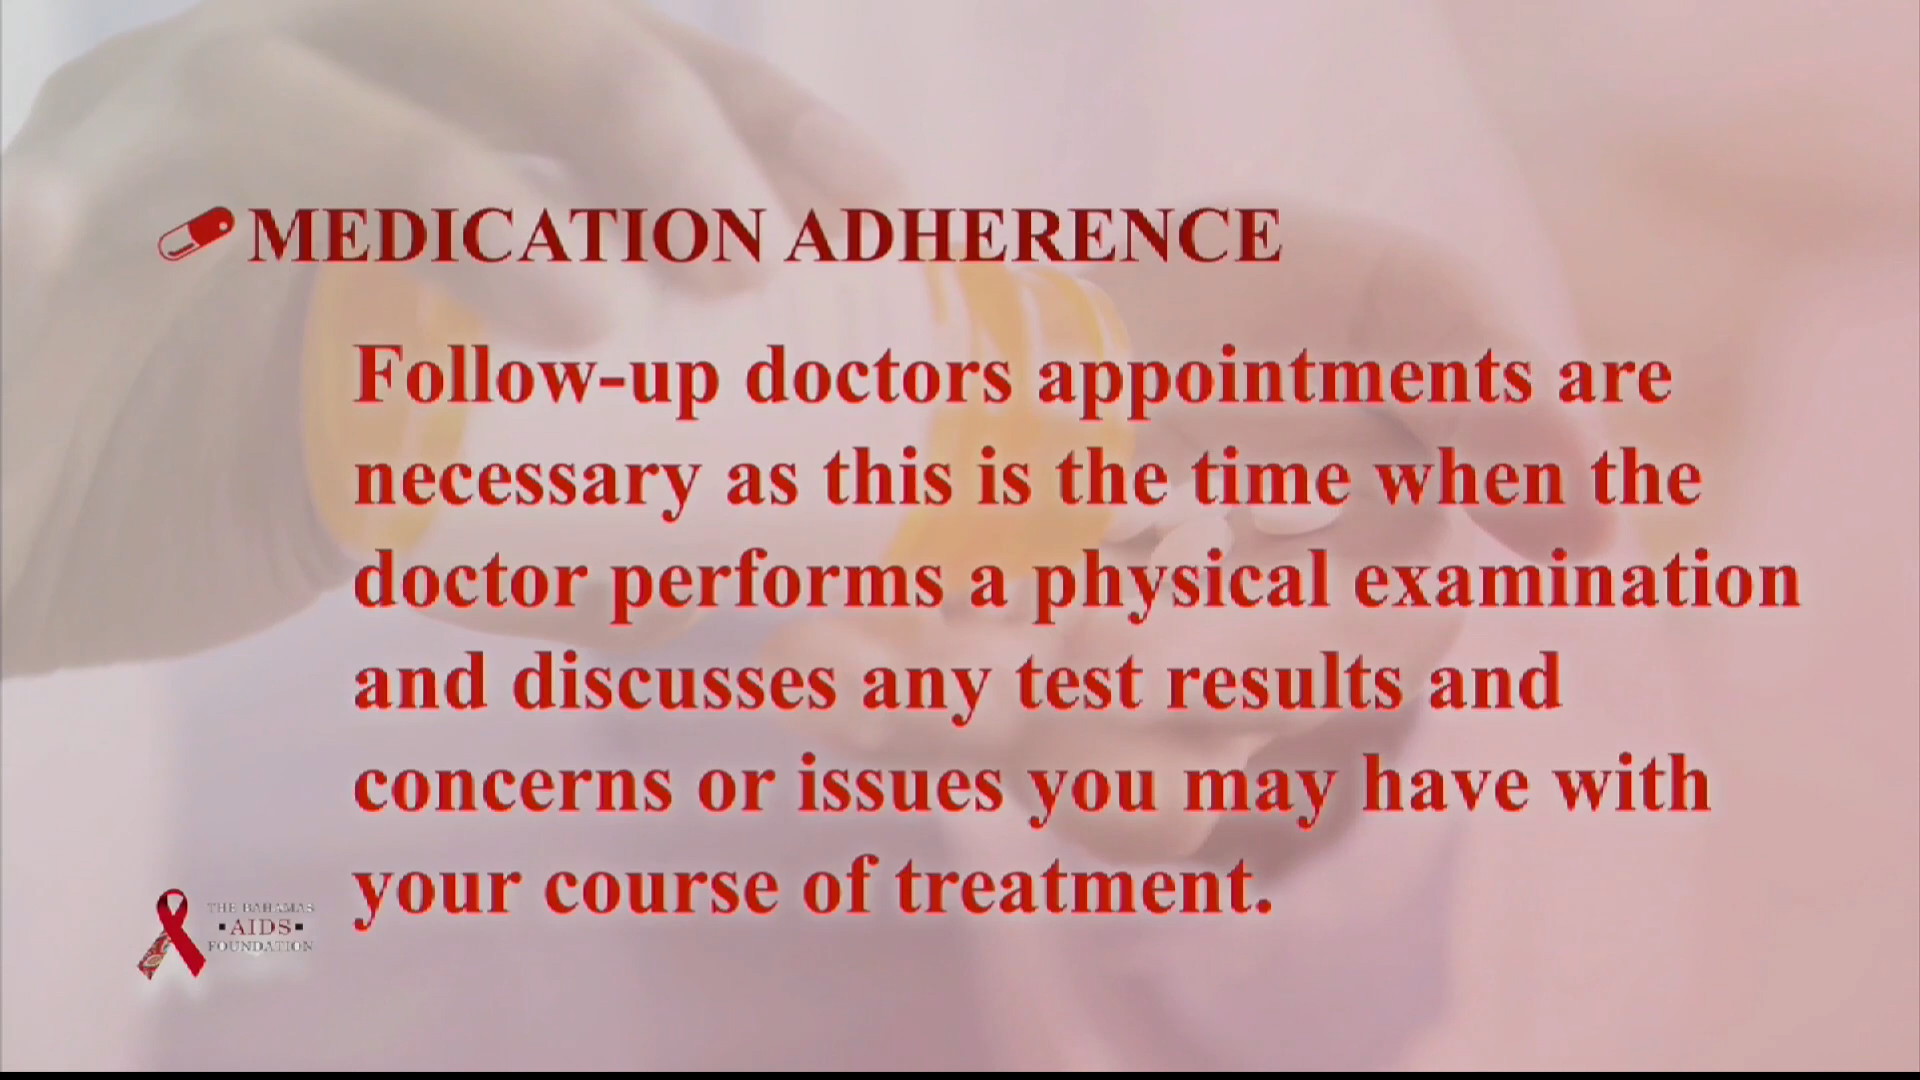 MEDICATION ADHERENCE
Follow-up doctors appointments are
necessary as this is the time when the
doctor performs a physical examination
and discusses any test results and
concerns or issues you may have with
your course of treatment.
THE BAHAMAS
AIDS
FOUNDATION